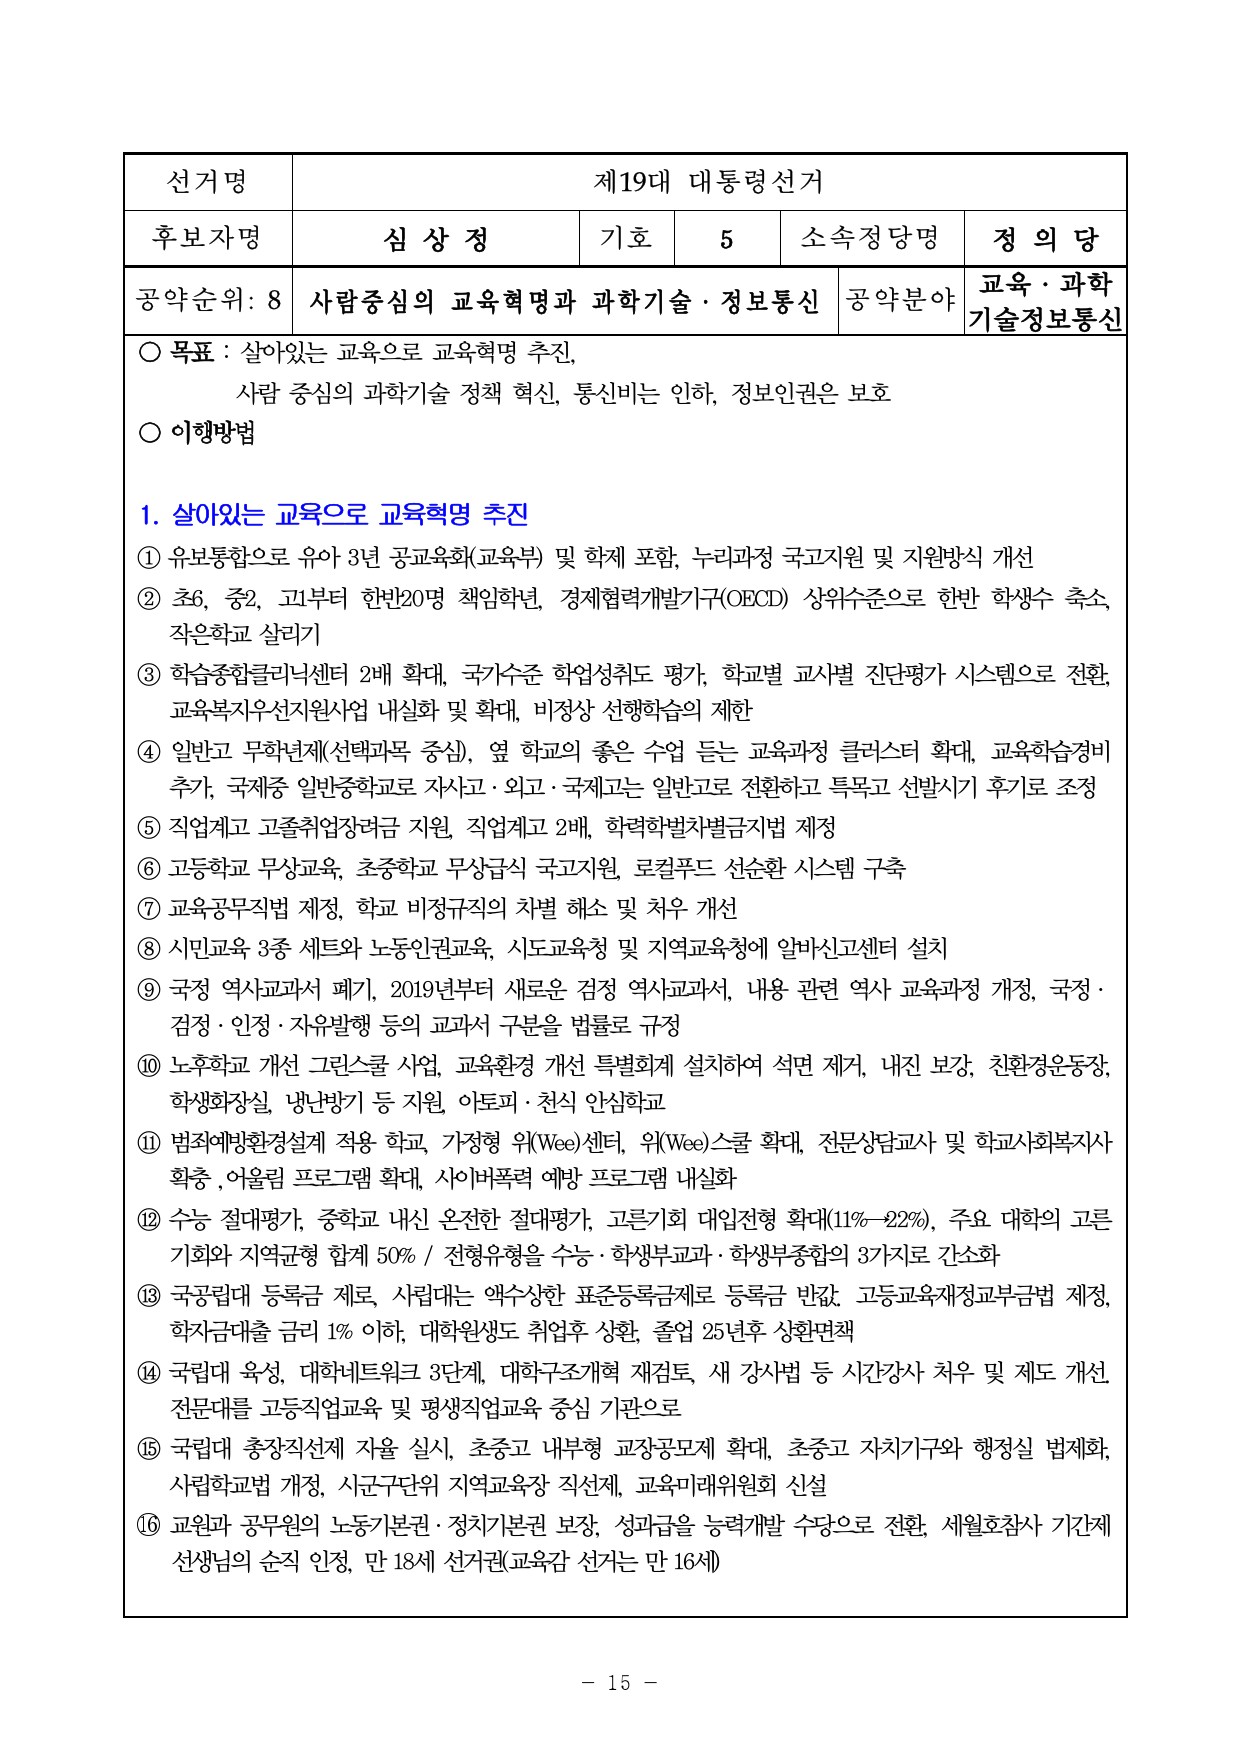 선거명 제19대 대통령선거
후보자명 심 상 정 기호 5 소속정당명 정 의 당
공약순위: 8 사람중심의 교육혁명과 과학기술·정보통신 공약분야 교육·과학
기술정보통신
○ 목표 : 살아있는 교육으로 교육혁명 추진,
사람 중심의 과학기술 정책 혁신, 통신비는 인하, 정보인권은 보호
○ 이행방법
1. 살아있는 교육으로 교육혁명 추진
① 유보통합으로 유아 3년 공교육화(교육부) 및 학제 포함, 누리과정 국고지원 및 지원방식 개선
② 초6, 중2, 고1부터 한반20명 책임학년, 경제협력개발기구(OECD) 상위수준으로 한반 학생수 축소,
작은학교 살리기
③ 학습종합클리닉센터 2배 확대, 국가수준 학업성취도 평가, 학교별 교사별 진단평가 시스템으로 전환,
교육복지우선지원사업 내실화 및 확대, 비정상 선행학습의 제한
④ 일반고 무학년제(선택과목 중심), 옆 학교의 좋은 수업 듣는 교육과정 클러스터 확대, 교육학습경비
추가, 국제중 일반중학교로 자사고·외고·국제고는 일반고로 전환하고 특목고 선발시기 후기로 조정
⑤ 직업계고 고졸취업장려금 지원, 직업계고 2배, 학력학벌차별금지법 제정
⑥ 고등학교 무상교육, 초중학교 무상급식 국고지원, 로컬푸드 선순환 시스템 구축
⑦ 교육공무직법 제정, 학교 비정규직의 차별 해소 및 처우 개선
⑧ 시민교육 3종 세트와 노동인권교육, 시도교육청 및 지역교육청에 알바신고센터 설치
⑨ 국정 역사교과서 폐기, 2019년부터 새로운 검정 역사교과서, 내용 관련 역사 교육과정 개정, 국정·
검정·인정·자유발행 등의 교과서 구분을 법률로 규정
⑩ 노후학교 개선 그린스쿨 사업, 교육환경 개선 특별회계 설치하여 석면 제거, 내진 보강, 친환경운동장,
학생화장실, 냉난방기 등 지원, 아토피·천식 안심학교
⑪ 범죄예방환경설계 적용 학교, 가정형 위(Wee)센터, 위(Wee)스쿨 확대, 전문상담교사 및 학교사회복지사
확충 ,어울림 프로그램 확대, 사이버폭력 예방 프로그램 내실화
⑫ 수능 절대평가, 중학교 내신 온전한 절대평가, 고른기회 대입전형 확대(11%→22%), 주요 대학의 고른
기회와 지역균형 합계 50% / 전형유형을 수능·학생부교과·학생부종합의 3가지로 간소화
⑬ 국공립대 등록금 제로, 사립대는 액수상한 표준등록금제로 등록금 반값. 고등교육재정교부금법 제정,
학자금대출 금리 1% 이하, 대학원생도 취업후 상환, 졸업 25년후 상환면책
⑭ 국립대 육성, 대학네트워크 3단계, 대학구조개혁 재검토, 새 강사법 등 시간강사 처우 및 제도 개선.
전문대를 고등직업교육 및 평생직업교육 중심 기관으로
⑮ 국립대 총장직선제 자율 실시, 초중고 내부형 교장공모제 확대, 초중고 자치기구와 행정실 법제화,
사립학교법 개정, 시군구단위 지역교육장 직선제, 교육미래위원회 신설
⑯ 교원과 공무원의 노동기본권·정치기본권 보장, 성과급을 능력개발 수당으로 전환, 세월호참사 기간제
선생님의 순직 인정, 만 18세 선거권(교육감 선거는 만 16세)
- 15 -